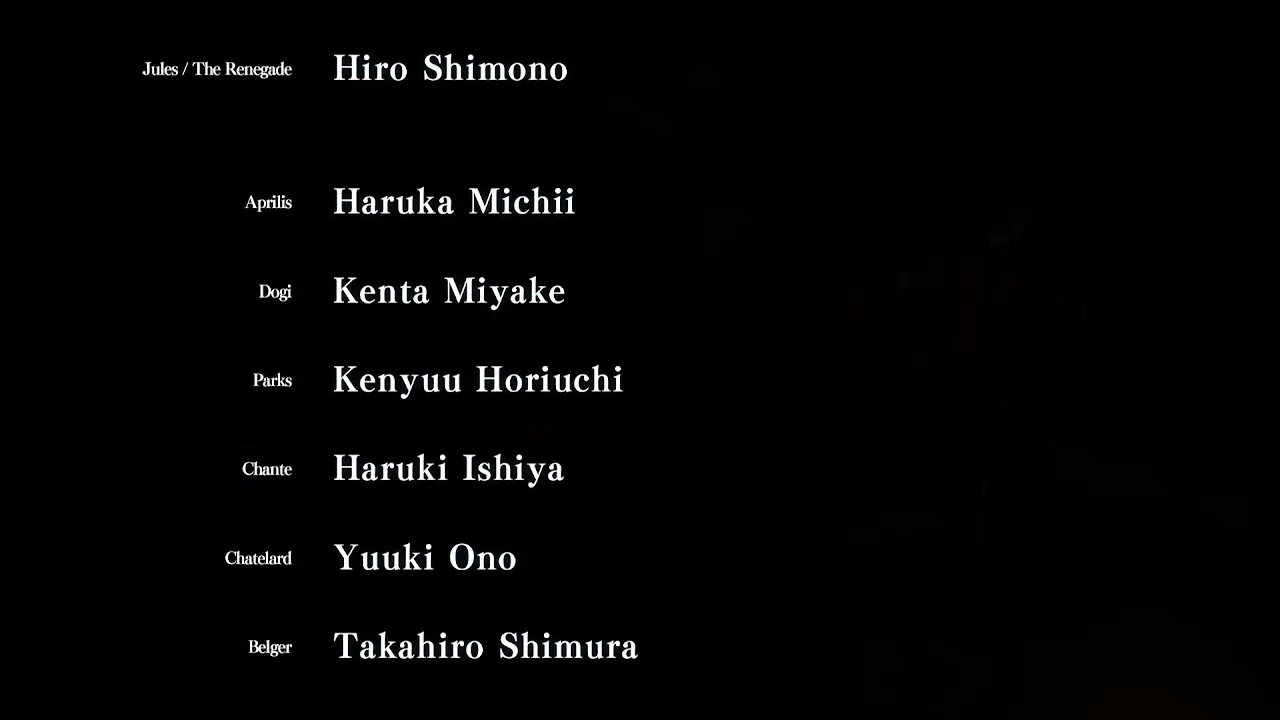 Jules / The Renegade Hiro Shimono
Aprilis Haruka Michii
Dogi Kenta Miyake
Parks Kenyuu Horiuchi
Chante Haruki Ishiya
Chatelard Yuuki Ono
Belger Takahiro Shimura